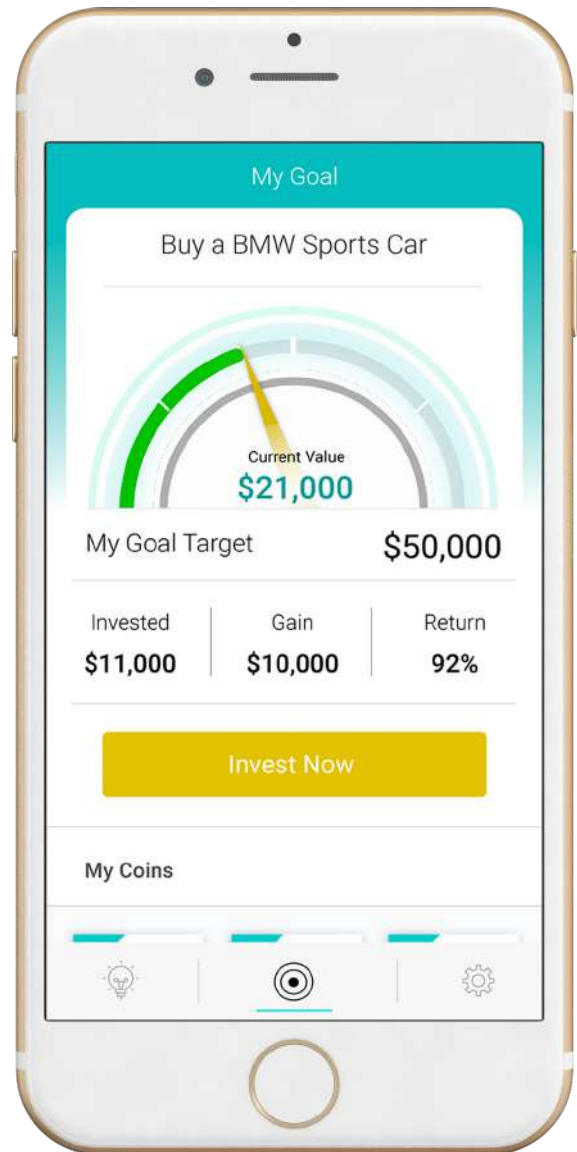 My Goal
Buy a BMW Sports Car
Current Value
$21,000
My Goal Target $50,000
Invested Gain Return
$11,000 $10,000 92%
Invest Now
My Coins